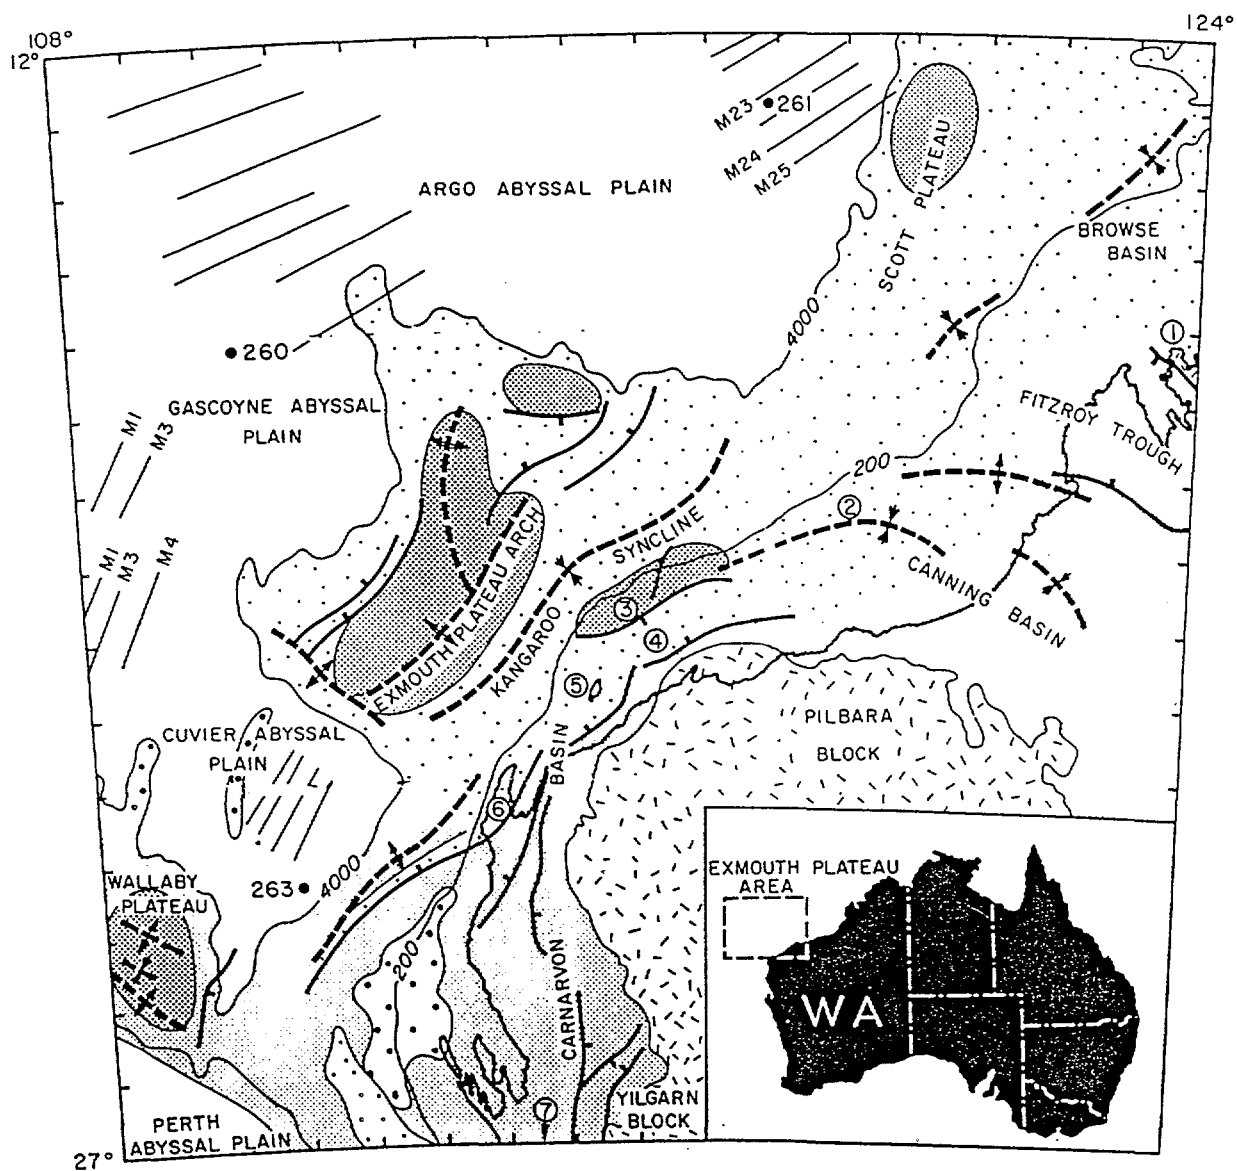 108°
124°
12°
M23
261
M24
M25
ARGO ABYSSAL PLAIN
SCOTT PLATEAU
BROWSE
BASIN
4000
1
260
GASCOYNE ABYSSAL
PLAIN
FITZROY TROUGH
M1
M3
200
2
M1
M3
M4
SYNCLINE
KANGAROO
EXMOUTH PLATEAU ARCH
CANNING BASIN
3
4
5
CUVIER ABYSSAL
PLAIN
PILBARA
BLOCK
BASIN
6
263
4000
WALLABY
PLATEAU
200
CARNARVON
EXMOUTH PLATEAU
AREA
WA
7
YILGARN
BLOCK
PERTH
ABYSSAL PLAIN
27°